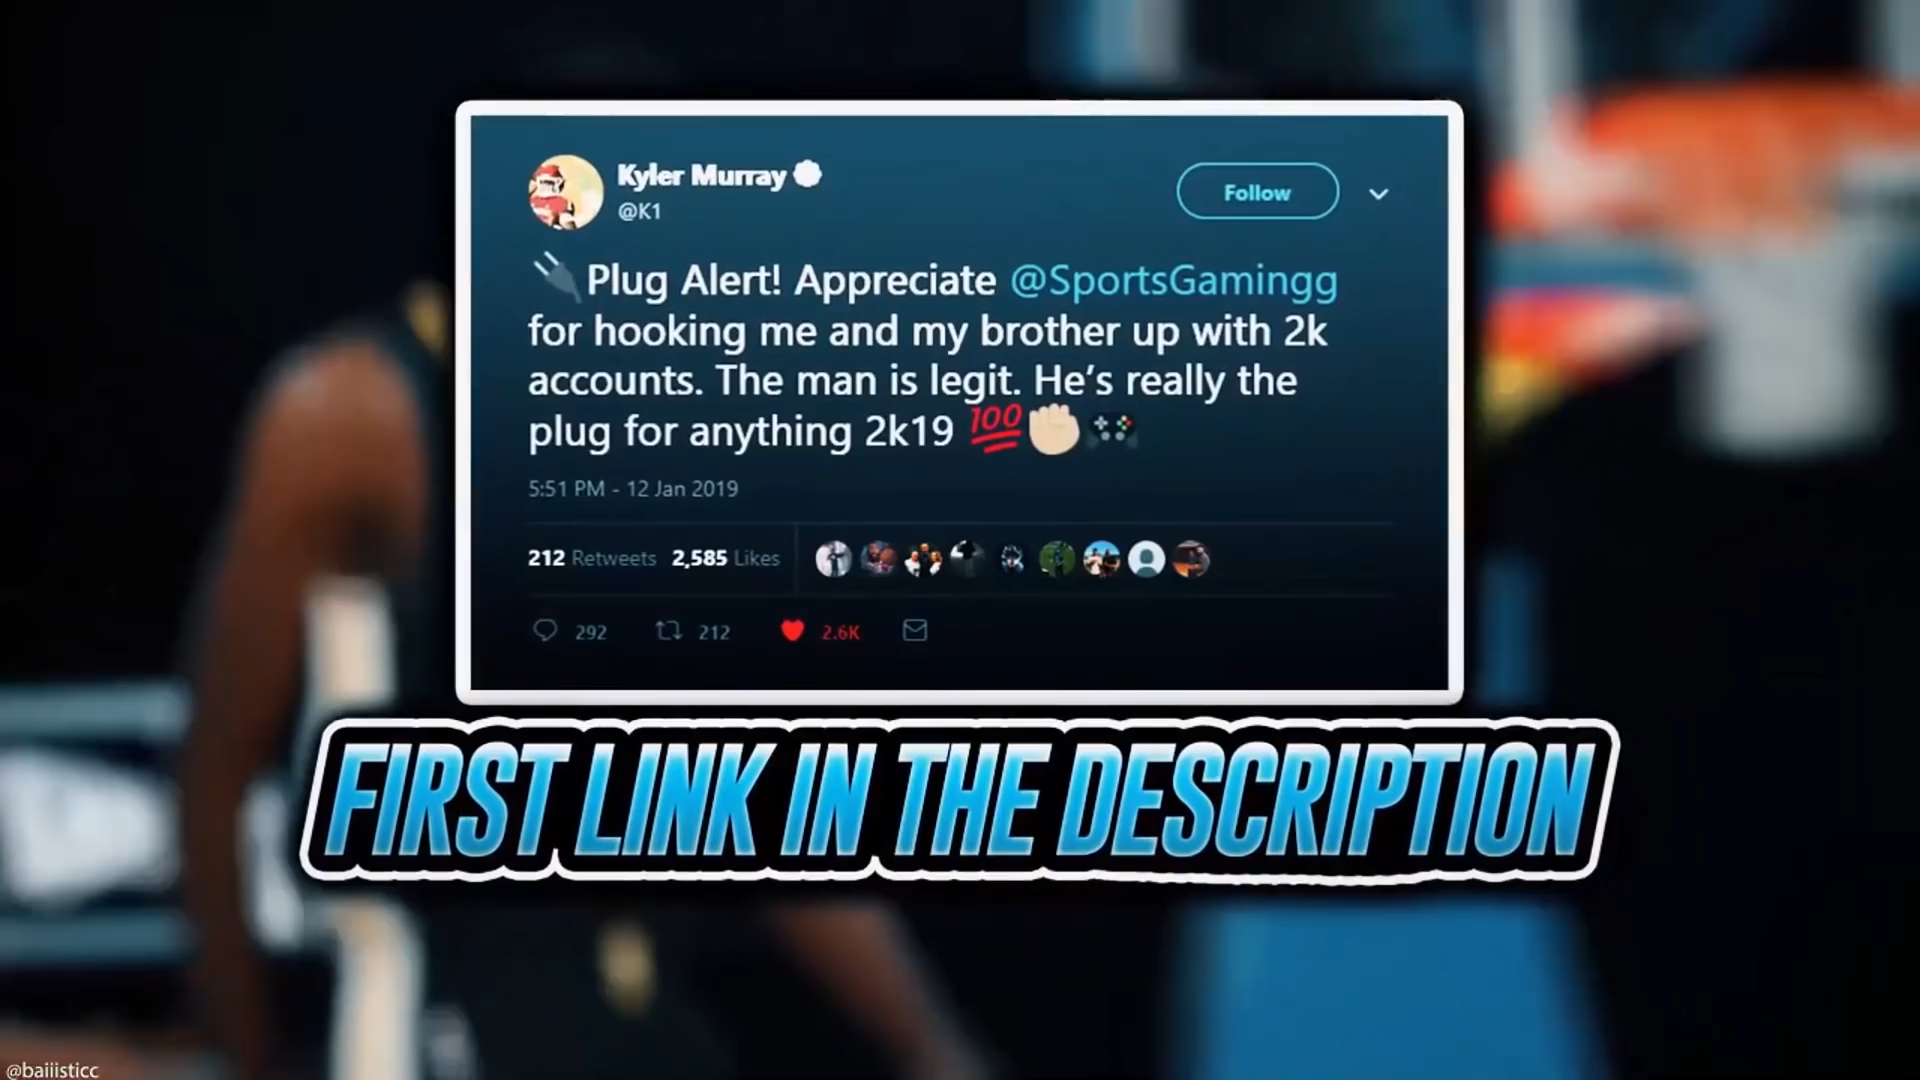 Kyler Murray
@K1
Follow
Plug Alert! Appreciate @SportsGamingg
for hooking me and my brother up with 2k
accounts. The man is legit. He's really the
plug for anything 2k19 💯✊🏼🎮
5:51 PM - 12 Jan 2019
212 Retweets 2,585 Likes
292 212 2.6K
FIRST LINK IN THE DESCRIPTION
@baiiisticc